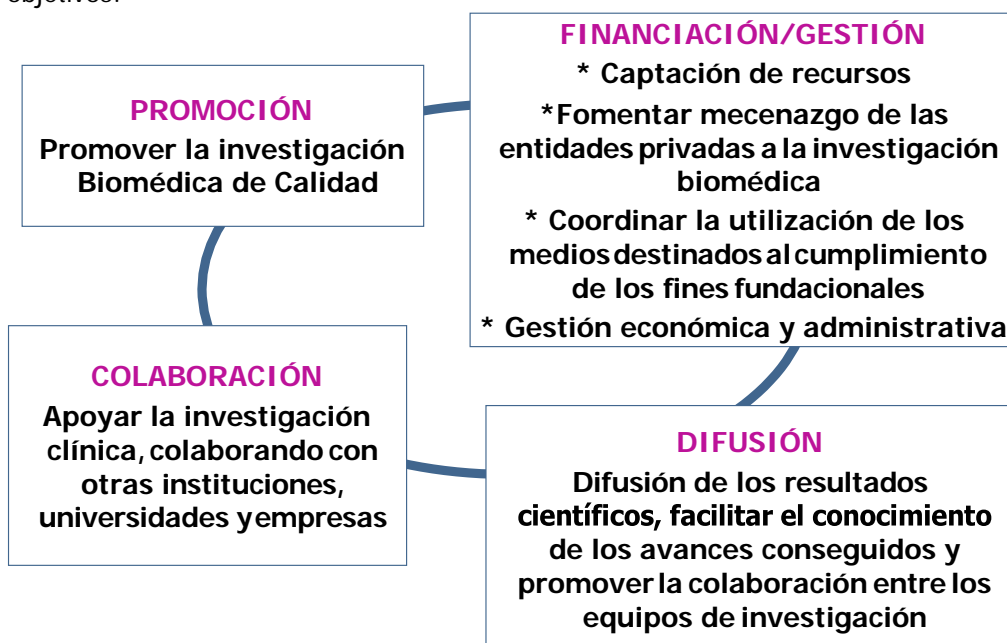 objetivos:
PROMOCIÓN
Promover la investigación
Biomédica de Calidad
FINANCIACIÓN/GESTIÓN
* Captación de recursos
*Fomentar mecenazgo de las
entidades privadas a la investigación
biomédica
* Coordinar la utilización de los
medios destinados al cumplimiento
de los fines fundacionales
* Gestión económica y administrativa
COLABORACIÓN
Apoyar la investigación
clínica, colaborando con
otras instituciones,
universidades y empresas
DIFUSIÓN
Difusión de los resultados
científicos, facilitar el conocimiento
de los avances conseguidos y
promover la colaboración entre los
equipos de investigación